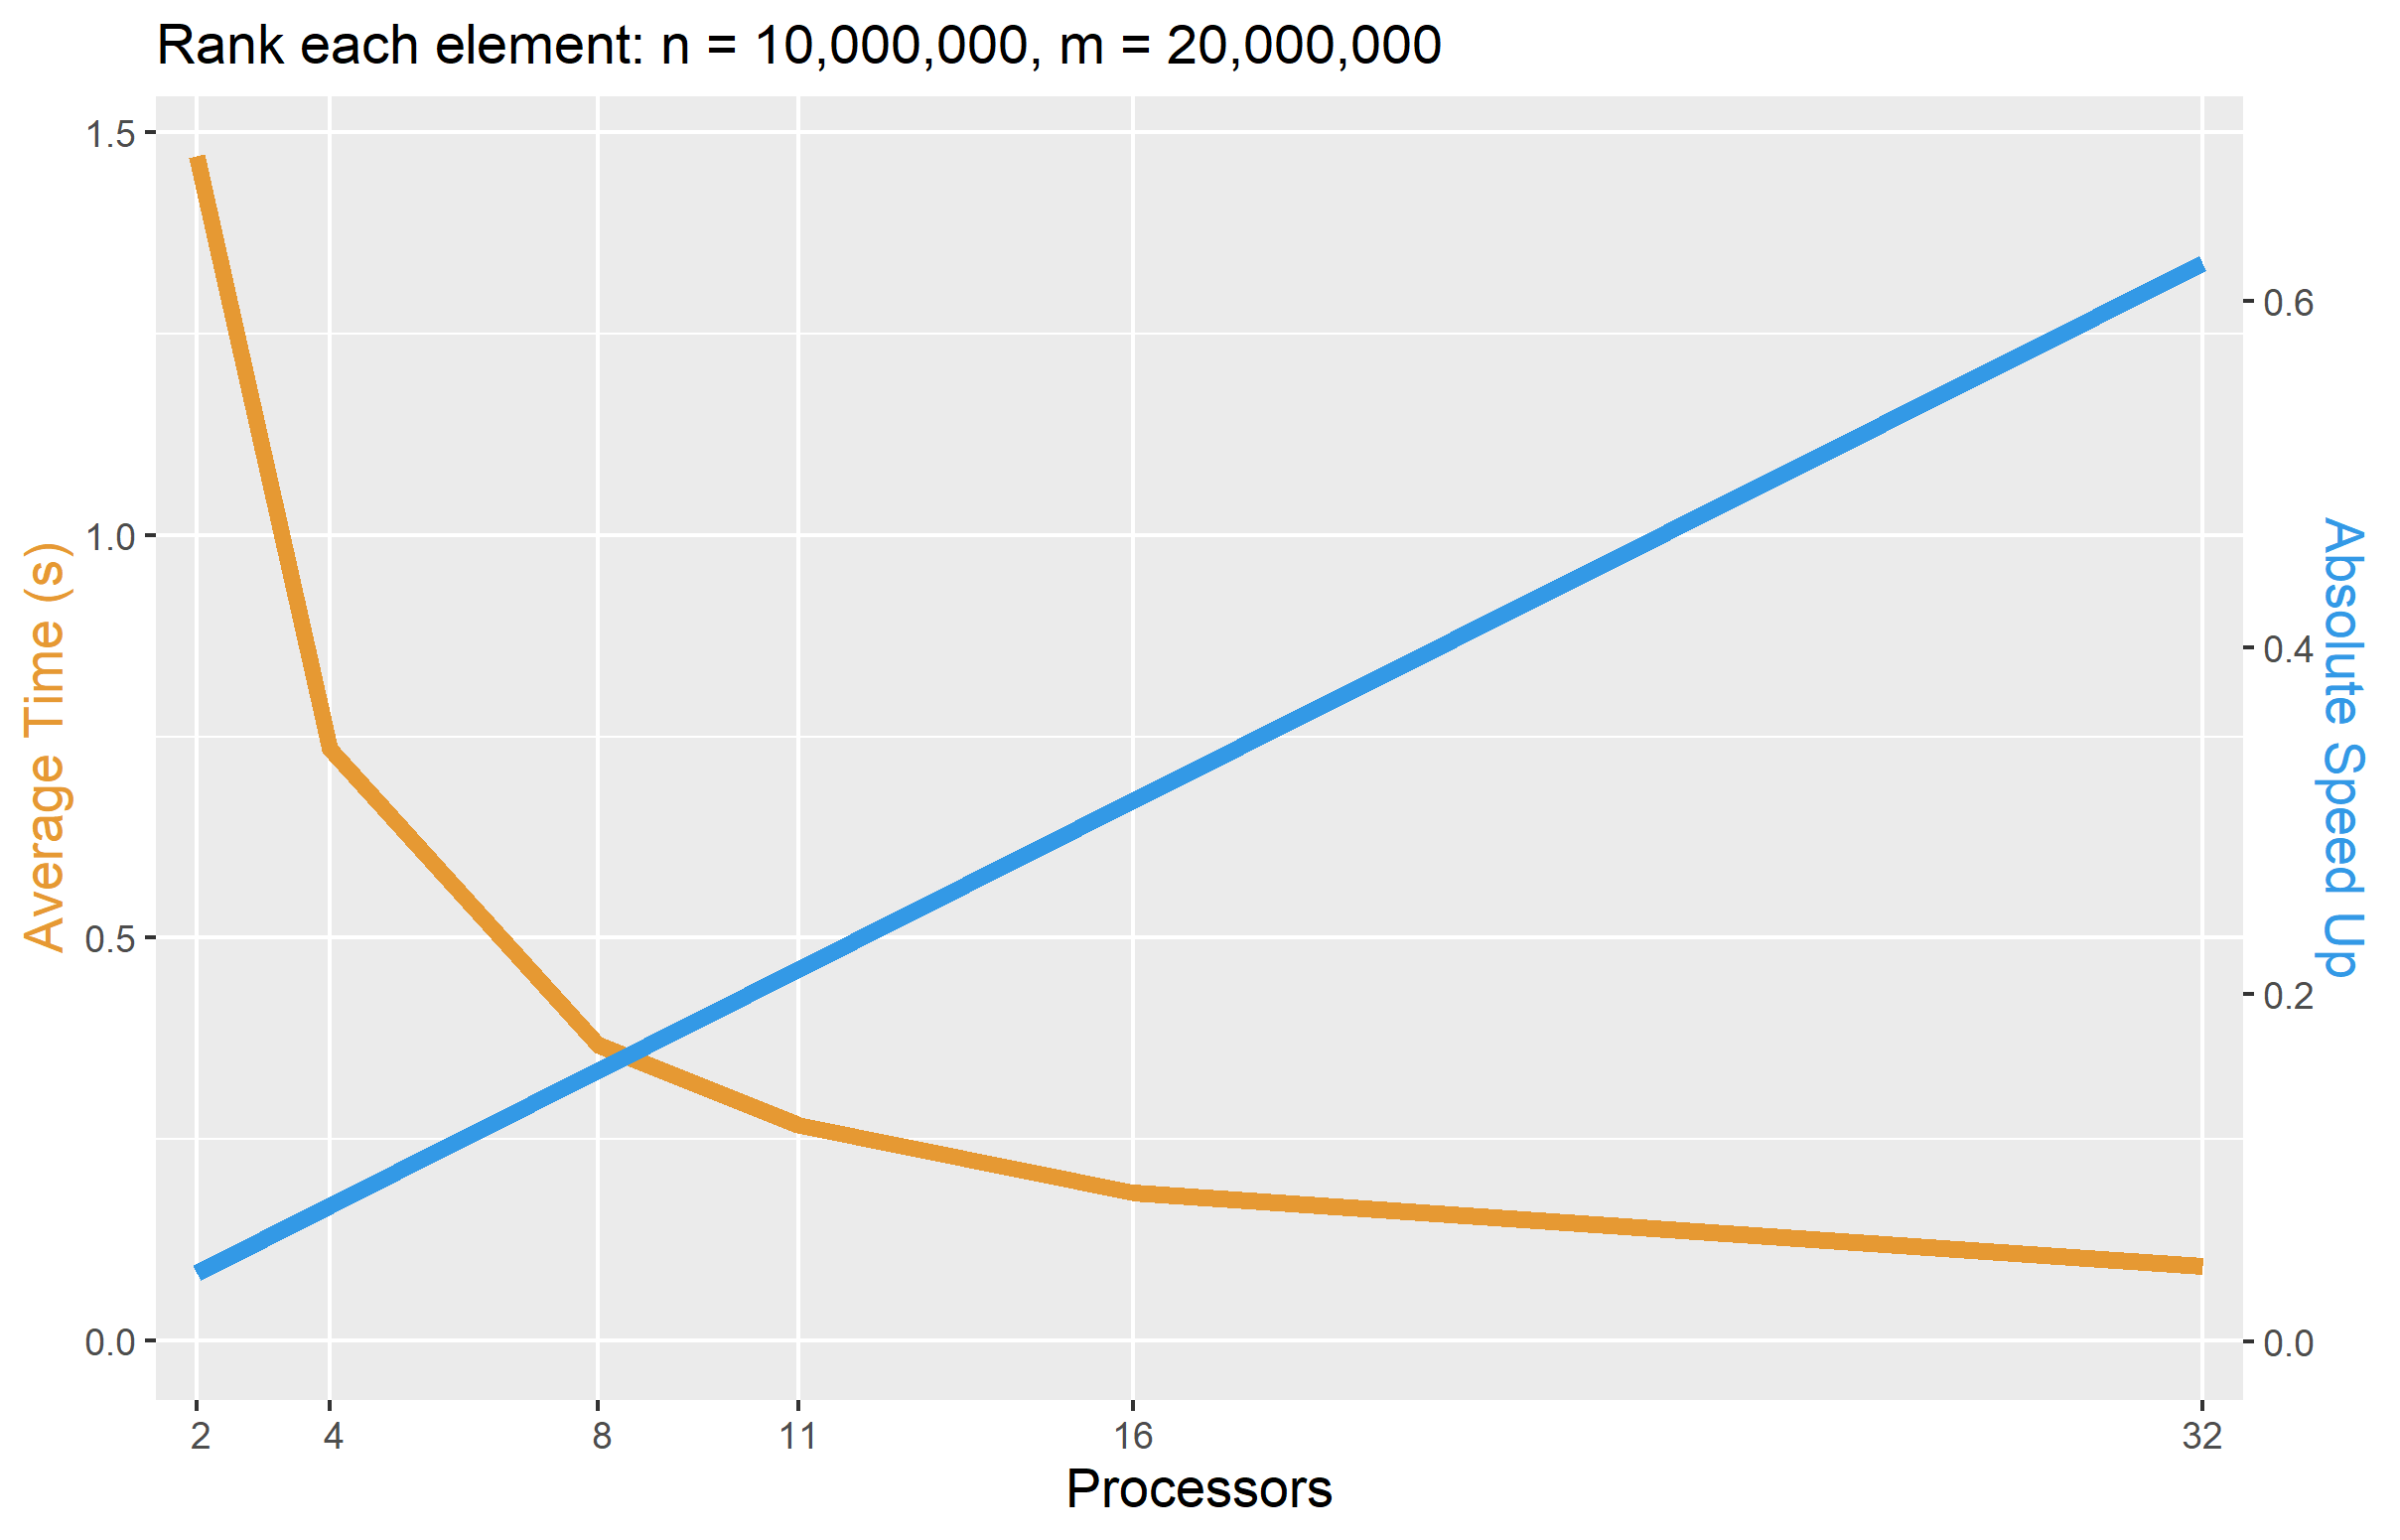 Rank each element: n = 10,000,000, m = 20,000,000
Average Time (s)
1.5
1.0
0.5
0.0
Absolute Speed Up
0.6
0.4
0.2
0.0
2 4 8 11 16 32
Processors